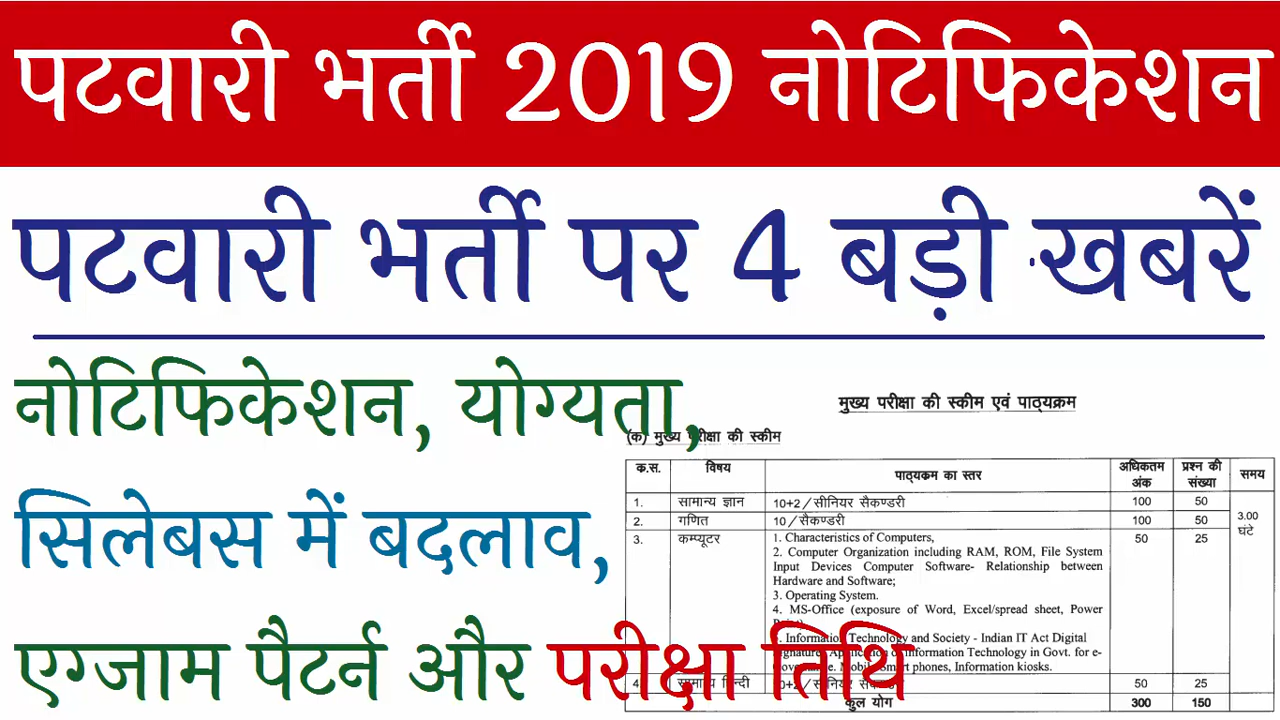 पटवारी भर्ती 2019 नोटिफिकेशन
पटवारी भर्ती पर 4 बड़ी खबरें
नोटिफिकेशन, योग्यता,
सिलेबस में बदलाव,
एग्जाम पैटर्न और परीक्षा तिथि
मुख्य परीक्षा की स्कीम एवं पाठ्यक्रम
(क) मुख्य परीक्षा की स्कीम
क.स. विषय पाठ्यक्रम का स्तर अधिकतम अंक प्रश्न की संख्या समय
1. सामान्य ज्ञान 10+2/सीनियर सैकण्डरी 100 50 3.00 घंटे
2. गणित 10/सैकण्डरी 100 50
3. कम्प्यूटर 1. Characteristics of Computers, 50 25
2. Computer Organization including RAM, ROM, File System
Input Devices Computer Software- Relationship between
Hardware and Software;
3. Operating System.
4. MS-Office (exposure of Word, Excel/spread sheet, Power
Information Technology and Society - Indian IT Act Digital
Information Technology in Govt. for e-
phones, Information kiosks.
4 सामान्य हिन्दी 50 25
कुल योग 300 150